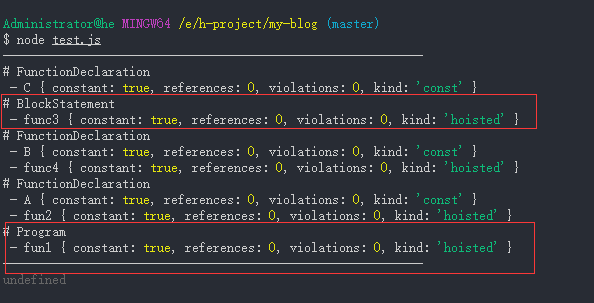 Administrator@he MINGW64 /e/h-project/my-blog (master)
$ node test.js
# FunctionDeclaration
- C { constant: true, references: 0, violations: 0, kind: 'const' }
# BlockStatement
- func3 { constant: true, references: 0, violations: 0, kind: 'hoisted' }
# FunctionDeclaration
- B { constant: true, references: 0, violations: 0, kind: 'const' }
- func4 { constant: true, references: 0, violations: 0, kind: 'hoisted' }
# FunctionDeclaration
- A { constant: true, references: 0, violations: 0, kind: 'const' }
- fun2 { constant: true, references: 0, violations: 0, kind: 'hoisted' }
# Program
- fun1 { constant: true, references: 0, violations: 0, kind: 'hoisted' }
undefined